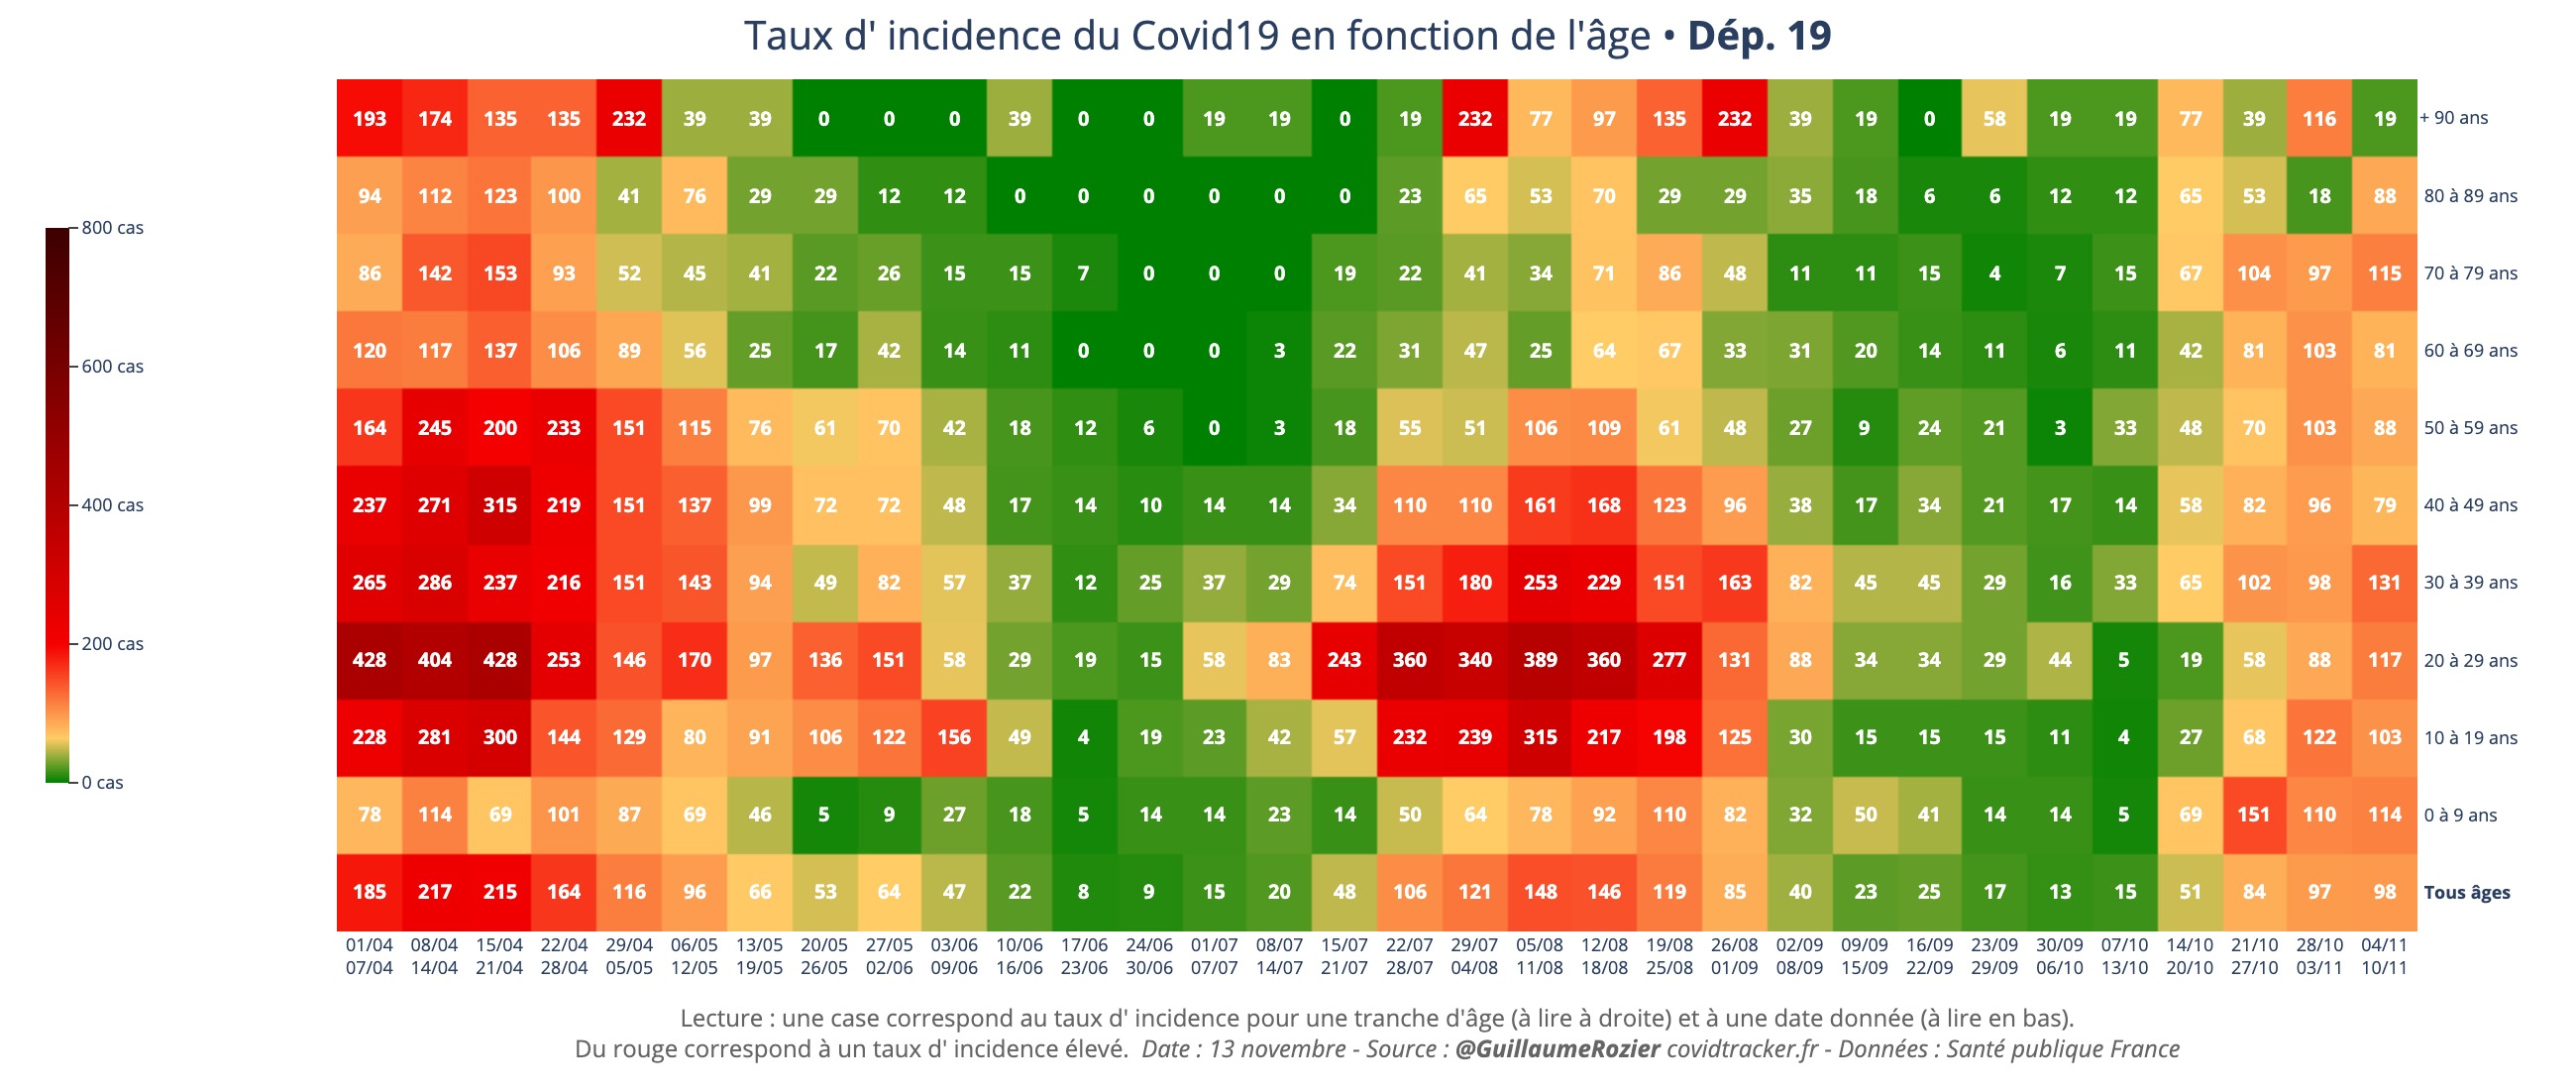 Taux d' incidence du Covid19 en fonction de l'âge • Dép. 19
800 cas
600 cas
400 cas
200 cas
0 cas
193 174 135 135 232 39 39 0 0 0 39 0 0 19 19 0 19 232 77 97 135 232 39 19 0 58 19 19 77 39 116 19 + 90 ans
94 112 123 100 41 76 29 29 12 12 0 0 0 0 0 0 23 65 53 70 29 29 35 18 6 6 12 12 65 53 18 88 80 à 89 ans
86 142 153 93 52 45 41 22 26 15 15 7 0 0 0 19 22 41 34 71 86 48 11 11 15 4 7 15 67 104 97 115 70 à 79 ans
120 117 137 106 89 56 25 17 42 14 11 0 0 0 3 22 31 47 25 64 67 33 31 20 14 11 6 11 42 81 103 81 60 à 69 ans
164 245 200 233 151 115 76 61 70 42 18 12 6 0 3 18 55 51 106 109 61 48 27 9 24 21 3 33 48 70 103 88 50 à 59 ans
237 271 315 219 151 137 99 72 72 48 17 14 10 14 14 34 110 110 161 168 123 96 38 17 34 21 17 14 58 82 96 79 40 à 49 ans
265 286 237 216 151 143 94 49 82 57 37 12 25 37 29 74 151 180 253 229 151 163 82 45 45 29 16 33 65 102 98 131 30 à 39 ans
428 404 428 253 146 170 97 136 151 58 29 19 15 58 83 243 360 340 389 360 277 131 88 34 34 29 44 5 19 58 88 117 20 à 29 ans
228 281 300 144 129 80 91 106 122 156 49 4 19 23 42 57 232 239 315 217 198 125 30 15 15 15 11 4 27 68 122 103 10 à 19 ans
78 114 69 101 87 69 46 5 9 27 18 5 14 14 23 14 50 64 78 92 110 82 32 50 41 14 14 5 69 151 110 114 0 à 9 ans
185 217 215 164 116 96 66 53 64 47 22 8 9 15 20 48 106 121 148 146 119 85 40 23 25 17 13 15 51 84 97 98 Tous âges
01/04 08/04 15/04 22/04 29/04 06/05 13/05 20/05 27/05 03/06 10/06 17/06 24/06 01/07 08/07 15/07 22/07 29/07 05/08 12/08 19/08 26/08 02/09 09/09 16/09 23/09 30/09 07/10 14/10 21/10 28/10 04/11
07/04 14/04 21/04 28/04 05/05 12/05 19/05 26/05 02/06 09/06 16/06 23/06 30/06 07/07 14/07 21/07 28/07 04/08 11/08 18/08 25/08 01/09 08/09 15/09 22/09 29/09 06/10 13/10 20/10 27/10 03/11 10/11
Lecture : une case correspond au taux d' incidence pour une tranche d'âge (à lire à droite) et à une date donnée (à lire en bas).
Du rouge correspond à un taux d' incidence élevé. Date : 13 novembre - Source : @GuillaumeRozier covidtracker.fr - Données : Santé publique France